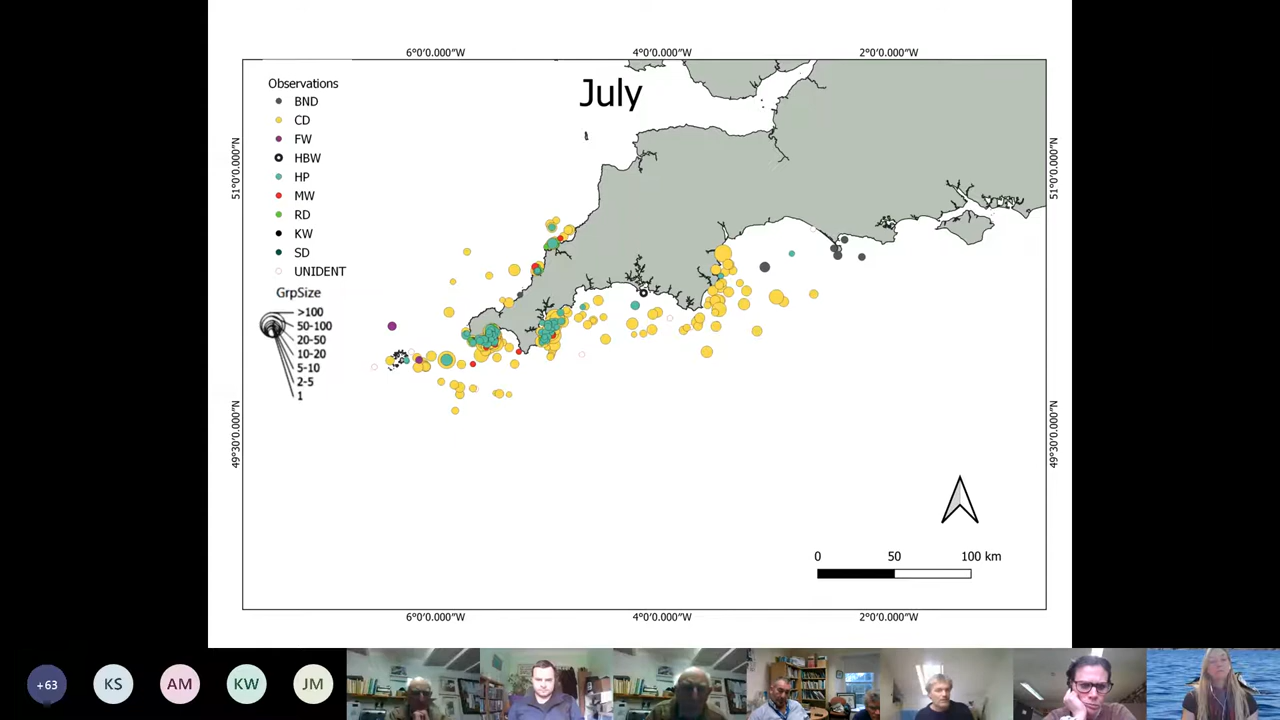 6°0'0.000"W 4°0'0.000"W 2°0'0.000"W
July
Observations
BND
CD
FW
HBW
HP
MW
RD
KW
SD
UNIDENT
GrpSize
>100
50-100
20-50
10-20
5-10
2-5
1
51°0'0.000"N
49°30'0.000"N
51°0'0.000"N
49°30'0.000"N
0 50 100 km
6°0'0.000"W 4°0'0.000"W 2°0'0.000"W
+63 KS AM KW JM